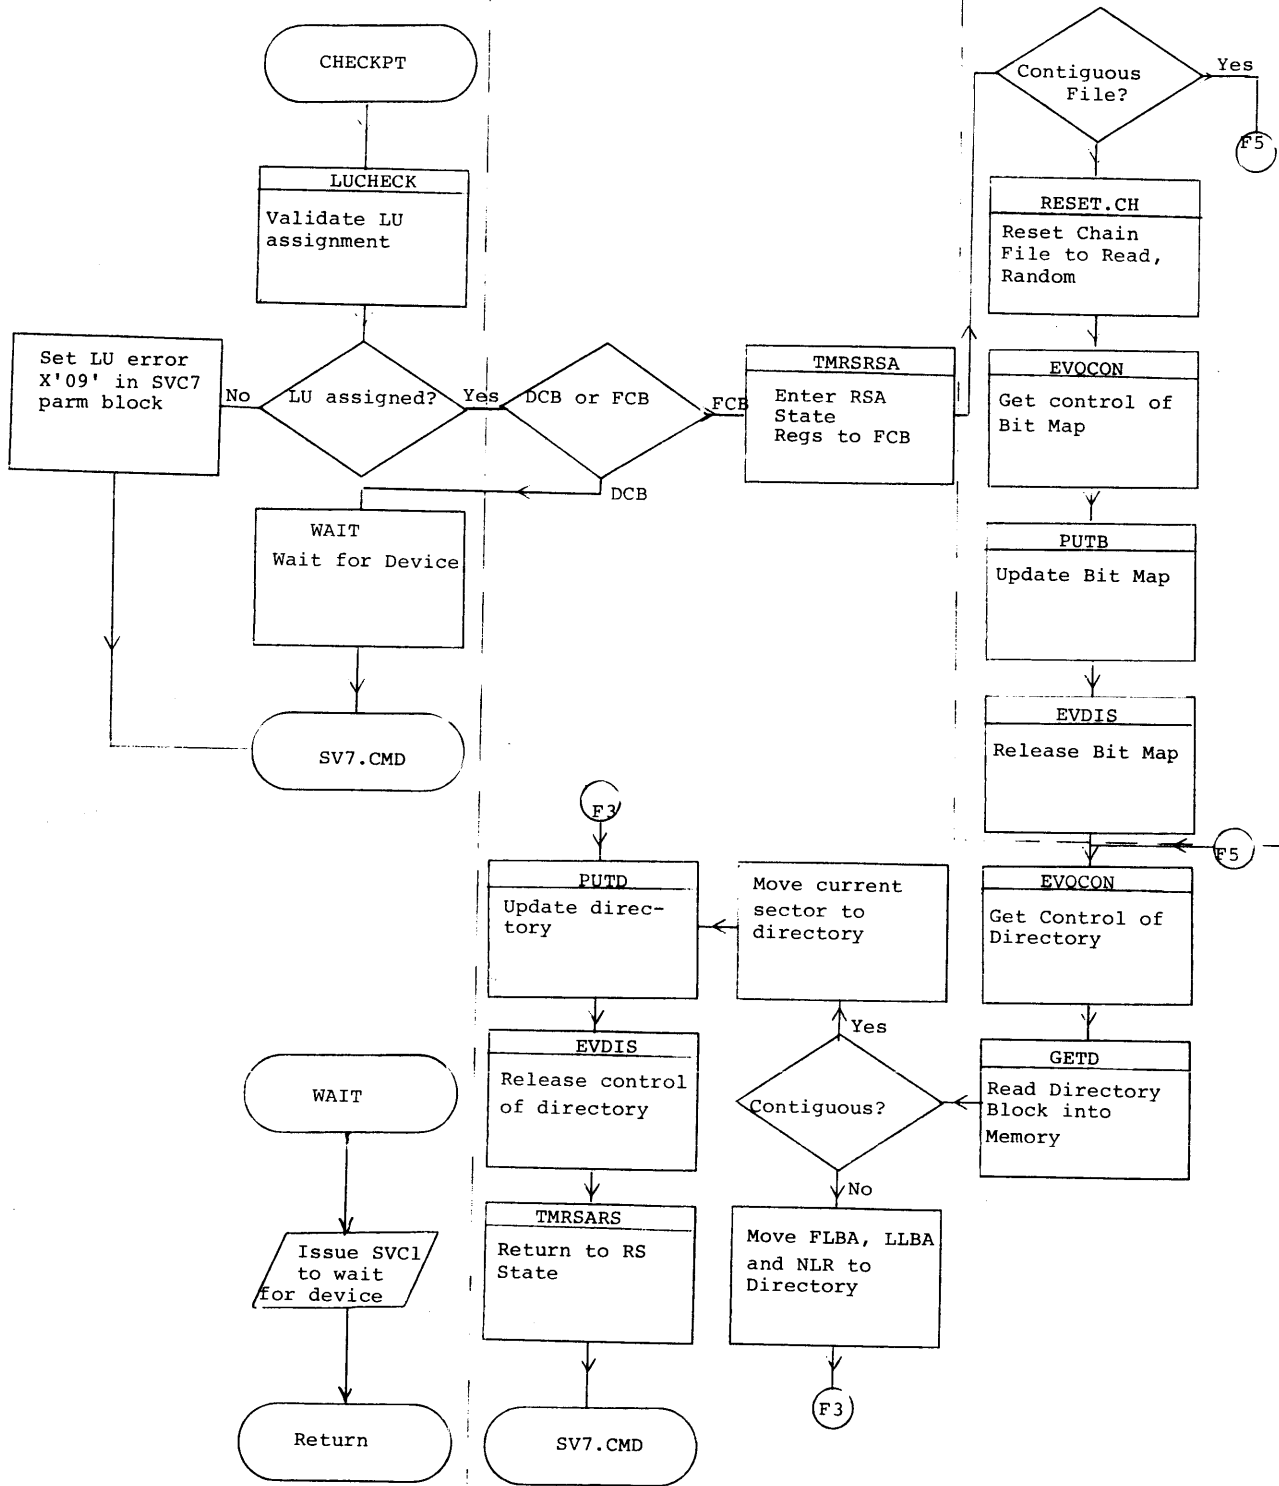 CHECKPT
LUCHECK
Validate LU
assignment
Set LU error
X'09' in SVC7
parm block
No
LU assigned?
Yes
DCB or FCB
FCB
DCB
WAIT
Wait for Device
SV7.CMD
TMRSRSA
Enter RSA
State
Regs to FCB
Contiguous
File?
Yes
F5
RESET.CH
Reset Chain
File to Read,
Random
EVQCON
Get control of
Bit Map
PUTB
Update Bit Map
EVDIS
Release Bit Map
F5
EVQCON
Get Control of
Directory
GETD
Read Directory
Block into
Memory
Contiguous?
Yes
Move current
sector to
directory
No
Move FLBA, LLBA
and NLR to
Directory
F3
F3
PUTD
Update direc-
tory
EVDIS
Release control
of directory
TMRSARS
Return to RS
State
SV7.CMD
WAIT
Issue SVC1
to wait
for device
Return